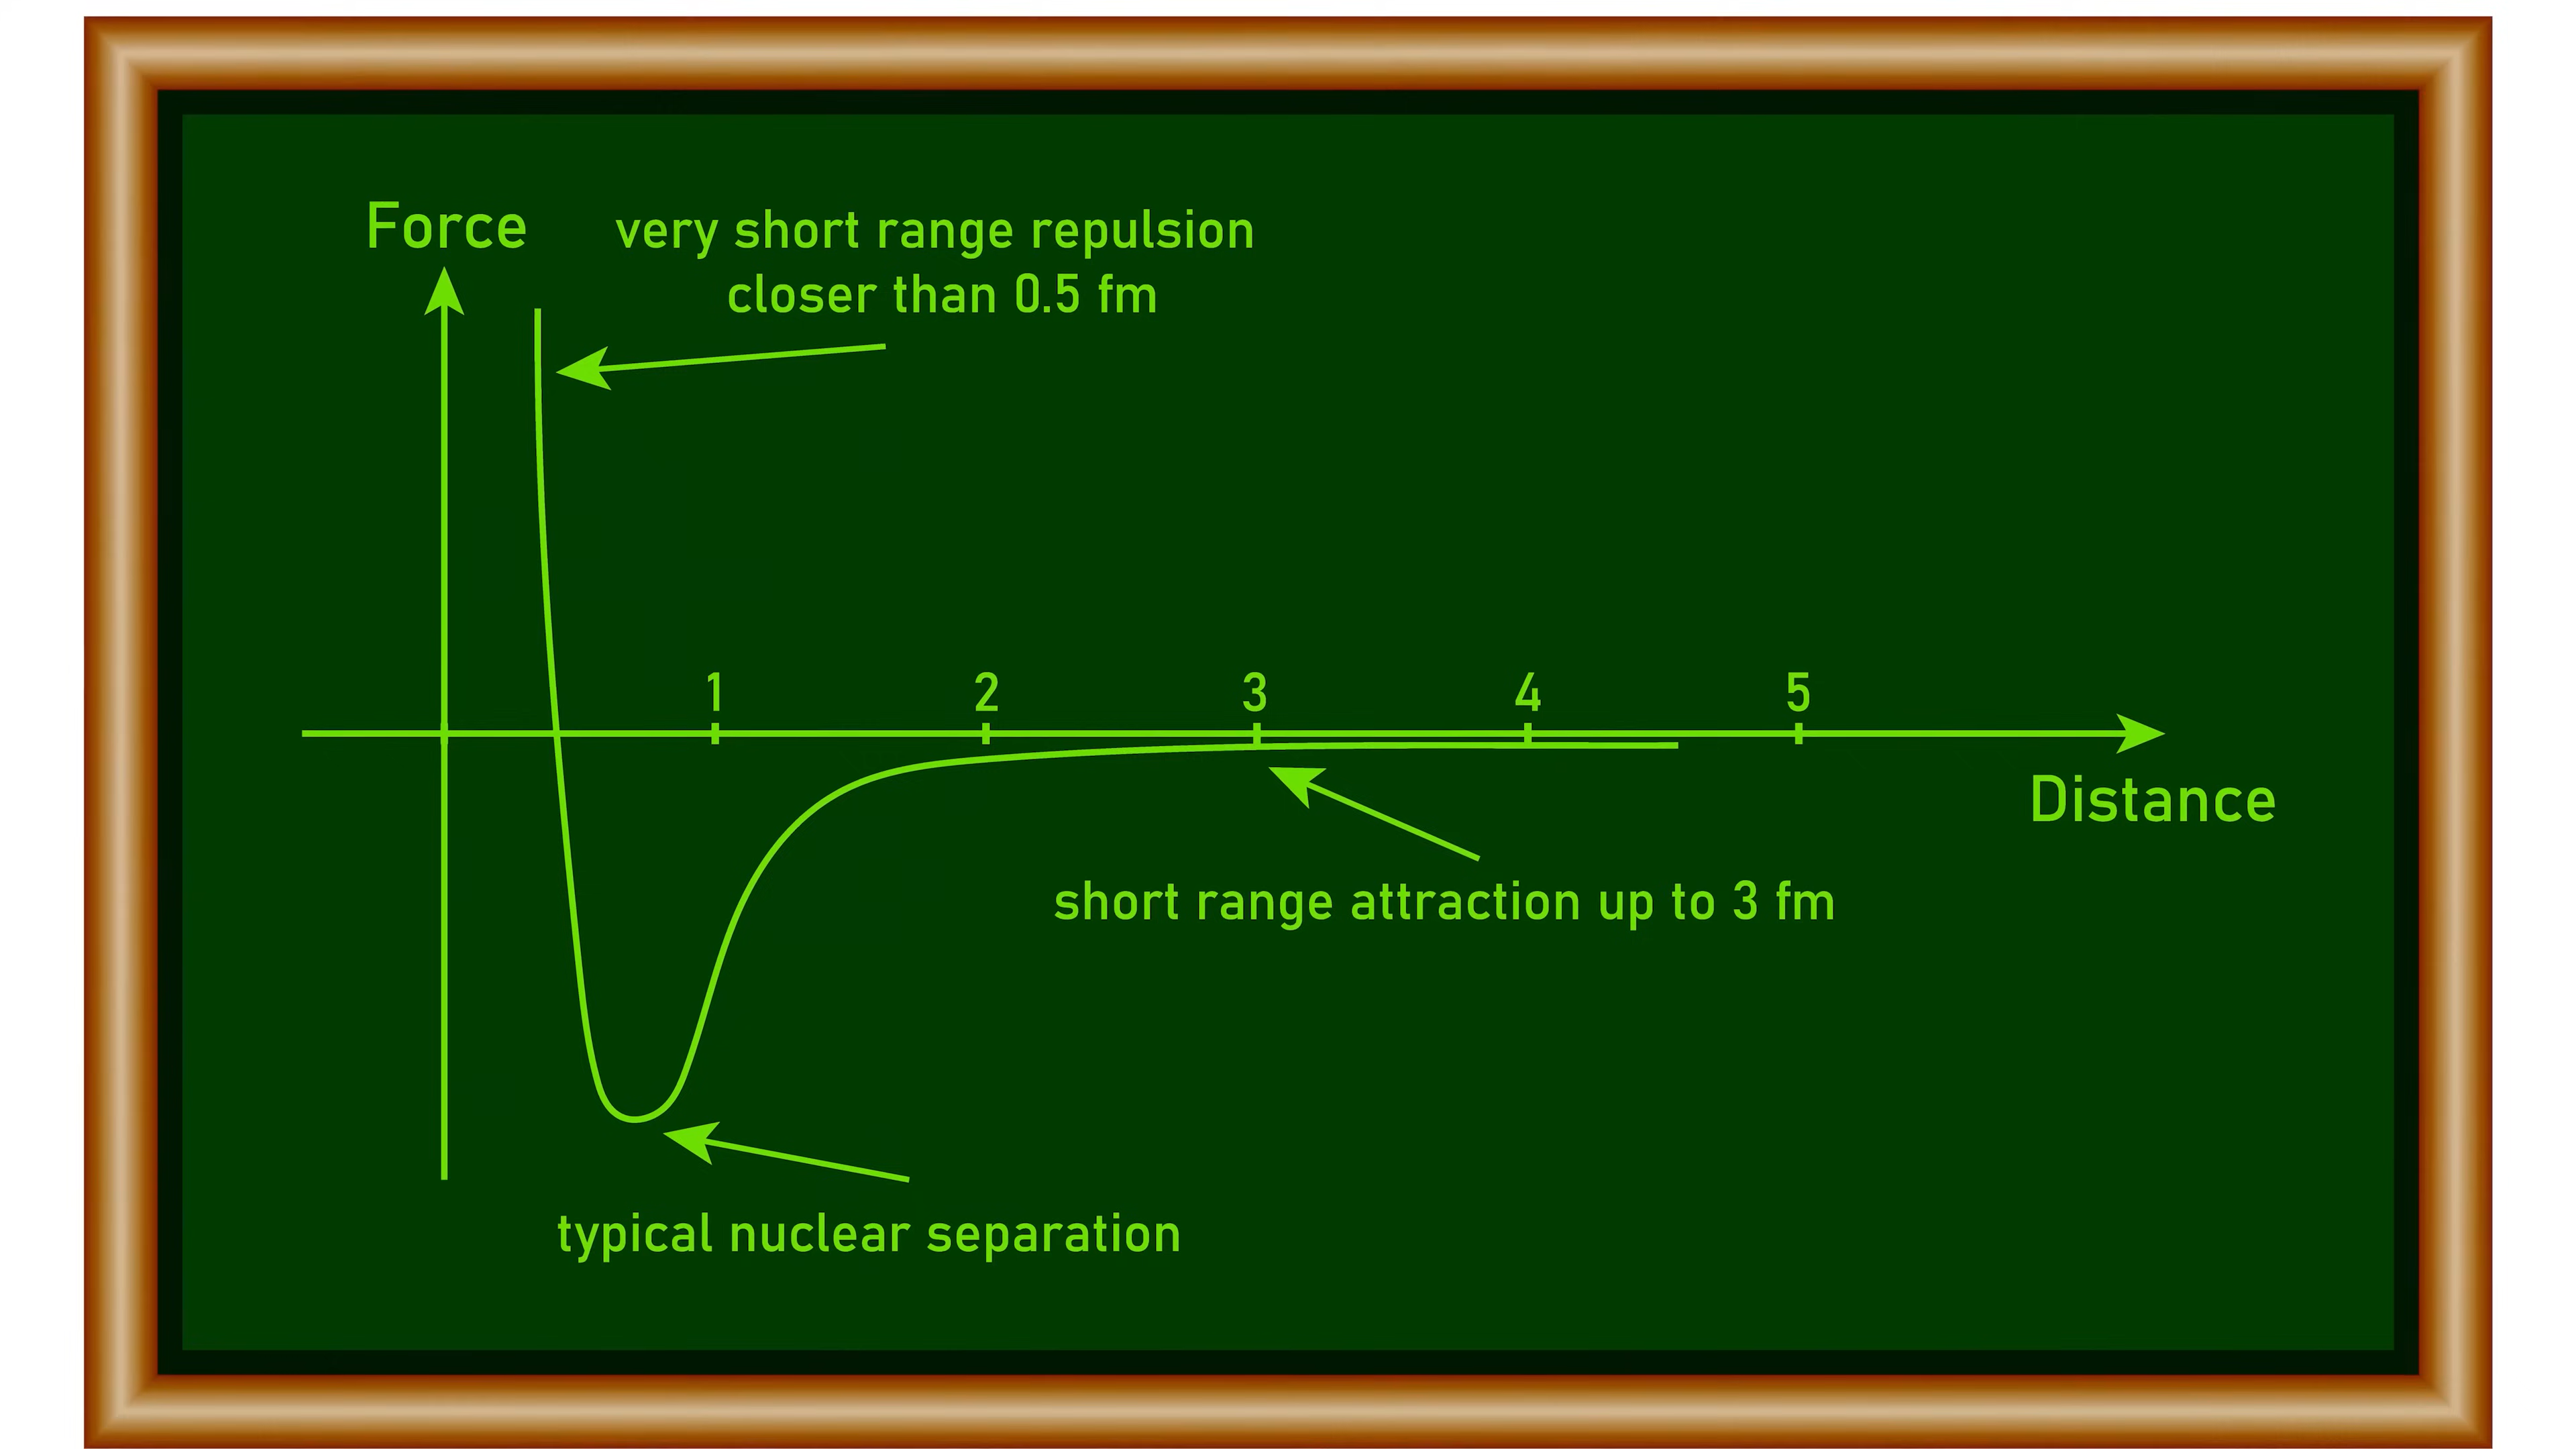 Force
very short range repulsion
closer than 0.5 fm
1 2 3 4 5
Distance
short range attraction up to 3 fm
typical nuclear separation